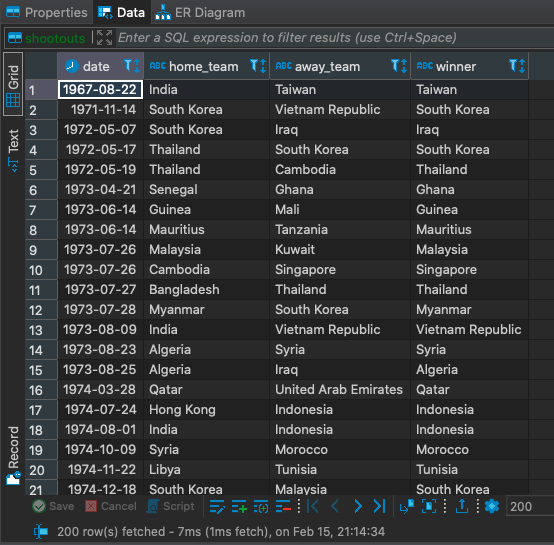 Properties Data ER Diagram
shootouts Enter a SQL expression to filter results (use Ctrl+Space)
Grid
Text
Record
date ABC home_team ABC away_team ABC winner
1 1967-08-22 India Taiwan Taiwan
2 1971-11-14 South Korea Vietnam Republic South Korea
3 1972-05-07 South Korea Iraq Iraq
4 1972-05-17 Thailand South Korea South Korea
5 1972-05-19 Thailand Cambodia Thailand
6 1973-04-21 Senegal Ghana Ghana
7 1973-06-14 Guinea Mali Guinea
8 1973-06-14 Mauritius Tanzania Mauritius
9 1973-07-26 Malaysia Kuwait Malaysia
10 1973-07-26 Cambodia Singapore Singapore
11 1973-07-27 Bangladesh Thailand Thailand
12 1973-07-28 Myanmar South Korea Myanmar
13 1973-08-09 India Vietnam Republic Vietnam Republic
14 1973-08-23 Algeria Syria Syria
15 1973-08-25 Algeria Iraq Algeria
16 1974-03-28 Qatar United Arab Emirates Qatar
17 1974-07-24 Hong Kong Indonesia Indonesia
18 1974-08-01 India Indonesia Indonesia
19 1974-10-09 Syria Morocco Morocco
20 1974-11-22 Libya Tunisia Tunisia
21 1974-12-18 South Korea Malaysia South Korea
Save Cancel Script 200
200 row(s) fetched - 7ms (1ms fetch), on Feb 15, 21:14:34